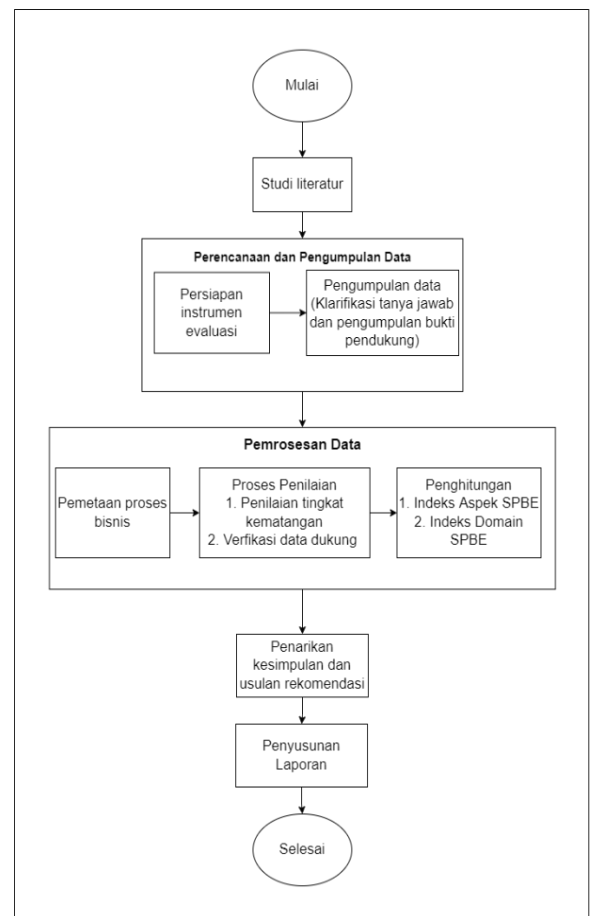 Mulai
Studi literatur
Perencanaan dan Pengumpulan Data
Persiapan
instrumen
evaluasi
Pengumpulan data
(Klarifikasi tanya jawab
dan pengumpulan bukti
pendukung)
Pemrosesan Data
Pemetaan proses
bisnis
Proses Penilaian
1. Penilaian tingkat
kematangan
2. Verfikasi data dukung
Penghitungan
1. Indeks Aspek SPBE
2. Indeks Domain
SPBE
Penarikan
kesimpulan dan
usulan rekomendasi
Penyusunan
Laporan
Selesai